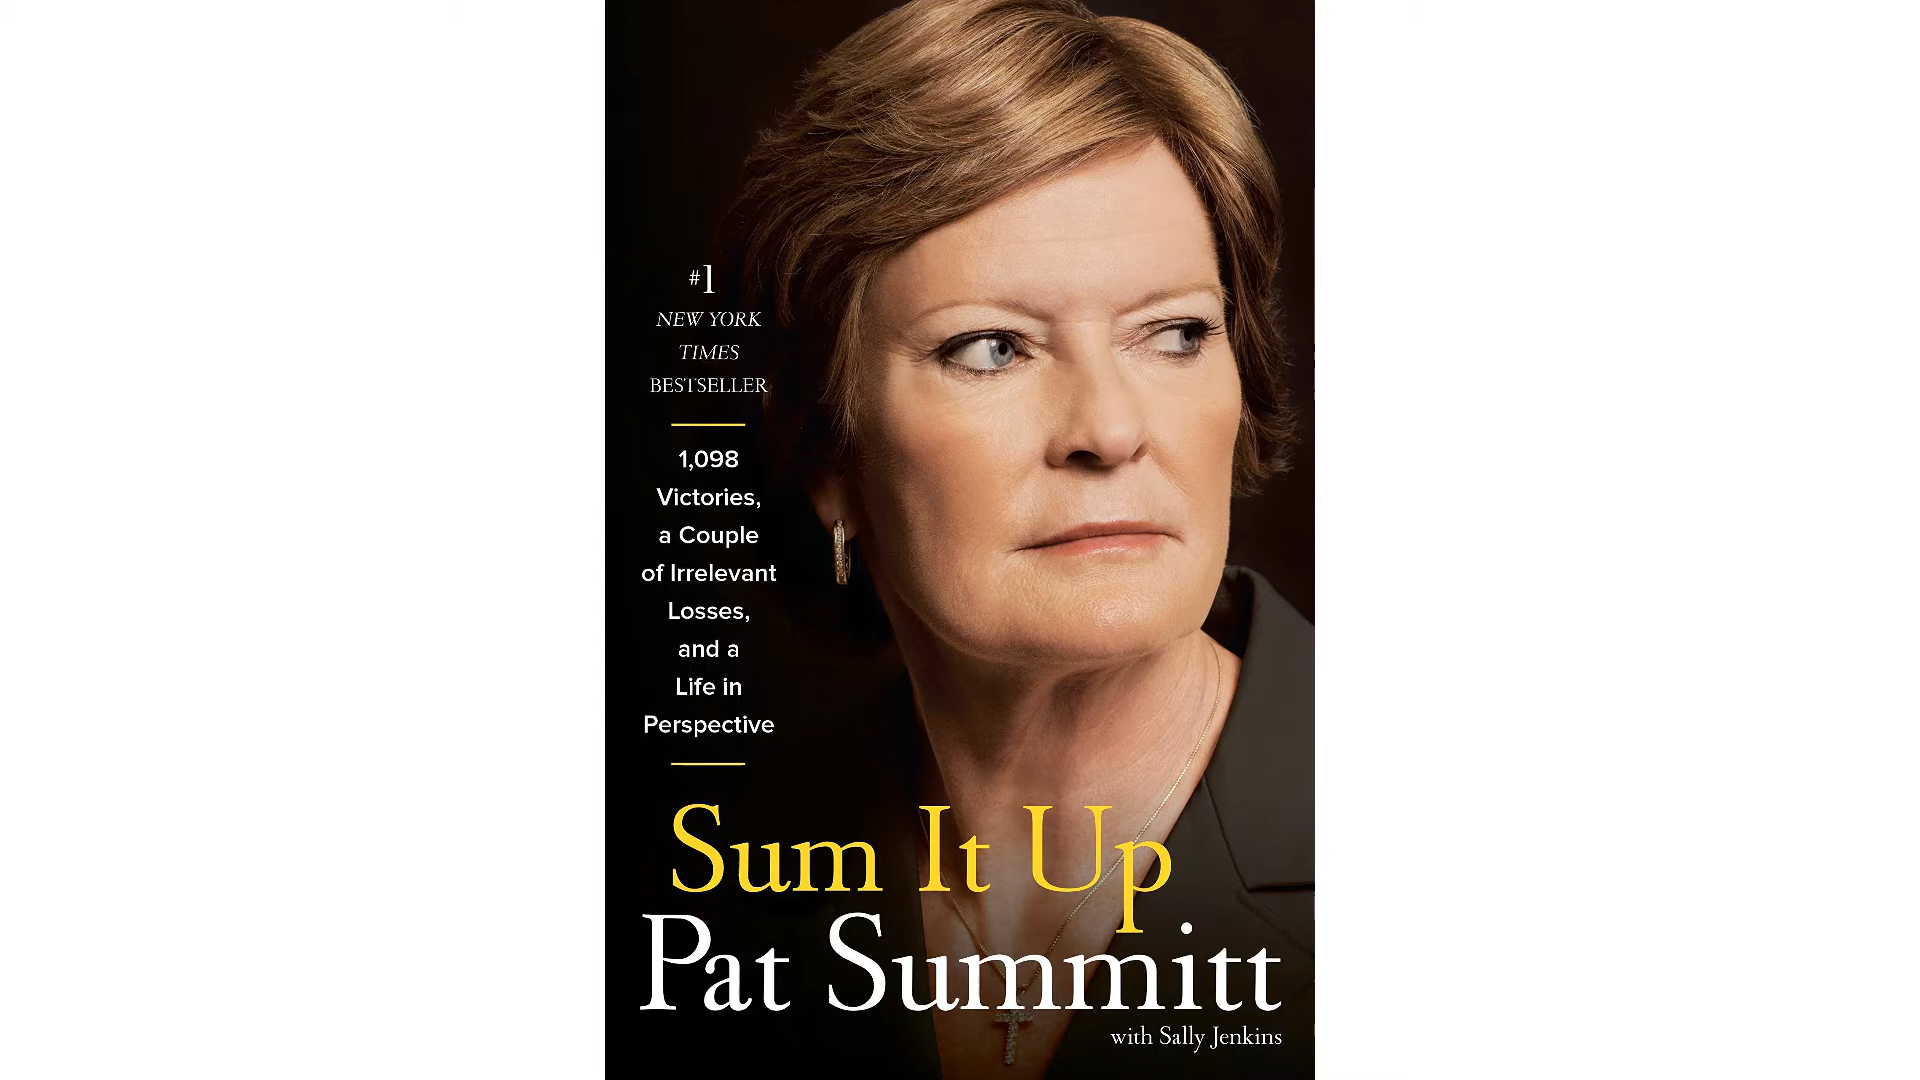 #1
NEW YORK
TIMES
BESTSELLER
1,098
Victories,
a Couple
of Irrelevant
Losses,
and a
Life in
Perspective
Sum It Up
Pat Summitt
with Sally Jenkins